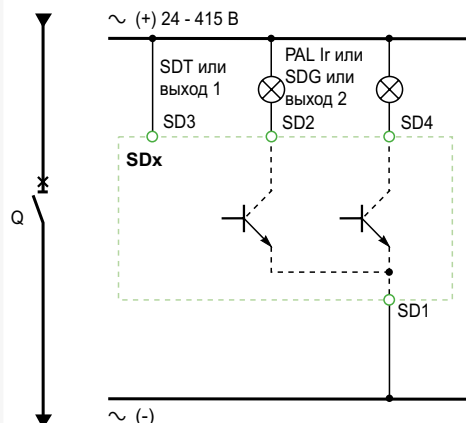 ~ (+) 24 - 415 В
SDT или
выход 1
PAL Ir или
SDG или
выход 2
SD3
SD2
SD4
SDx
Q
SD1
~ (-)